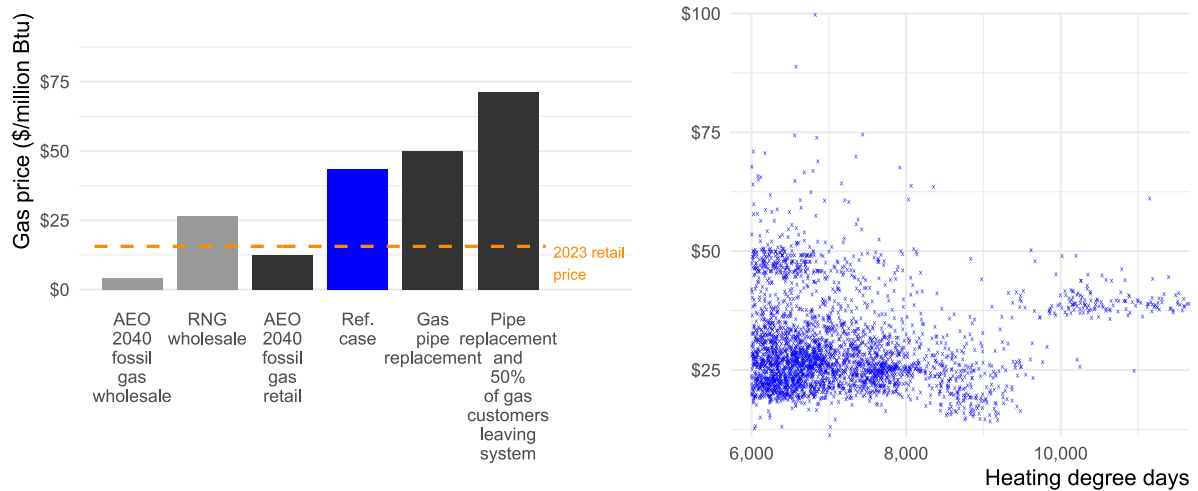 Gas price ($/million Btu)
$75
$50
$25
$0
2023 retail
price
AEO
2040
fossil
gas
wholesale
RNG
wholesale
AEO
2040
fossil
gas
retail
Ref.
case
Gas
pipe
replacement
Pipe
replacement
and
50%
of gas
customers
leaving
system
$100
$75
$50
$25
6,000
8,000
10,000
Heating degree days